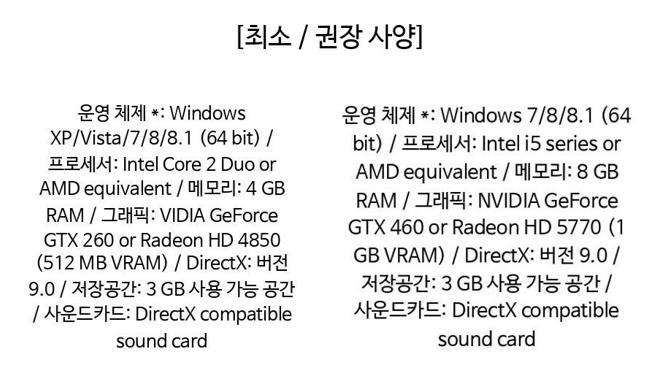 [최소 / 권장 사양]
운영 체제 *: Windows
XP/Vista/7/8/8.1 (64 bit) /
프로세서: Intel Core 2 Duo or
AMD equivalent / 메모리: 4 GB
RAM / 그래픽: VIDIA GeForce
GTX 260 or Radeon HD 4850
(512 MB VRAM) / DirectX: 버전
9.0 / 저장공간: 3 GB 사용 가능 공간
/ 사운드카드: DirectX compatible
sound card
운영 체제 *: Windows 7/8/8.1 (64
bit) / 프로세서: Intel i5 series or
AMD equivalent / 메모리: 8 GB
RAM / 그래픽: NVIDIA GeForce
GTX 460 or Radeon HD 5770 (1
GB VRAM) / DirectX: 버전 9.0 /
저장공간: 3 GB 사용 가능 공간 /
사운드카드: DirectX compatible
sound card